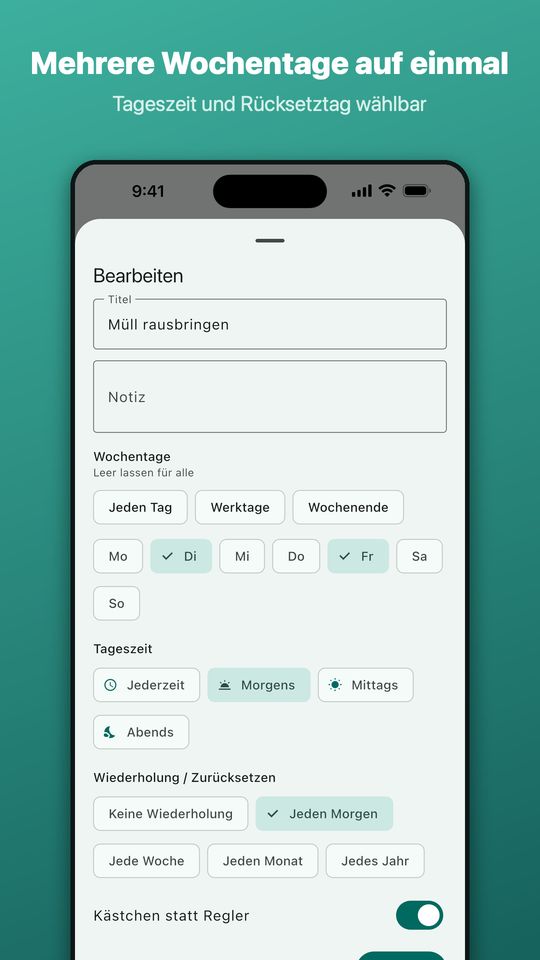 Mehrere Wochentage auf einmal
Tageszeit und Rücksetztag wählbar
9:41
Bearbeiten
Titel
Müll rausbringen
Notiz
Wochentage
Leer lassen für alle
Jeden Tag Werktage Wochenende
Mo Di Mi Do Fr Sa
So
Tageszeit
Jederzeit Morgens Mittags
Abends
Wiederholung / Zurücksetzen
Keine Wiederholung Jeden Morgen
Jede Woche Jeden Monat Jedes Jahr
Kästchen statt Regler